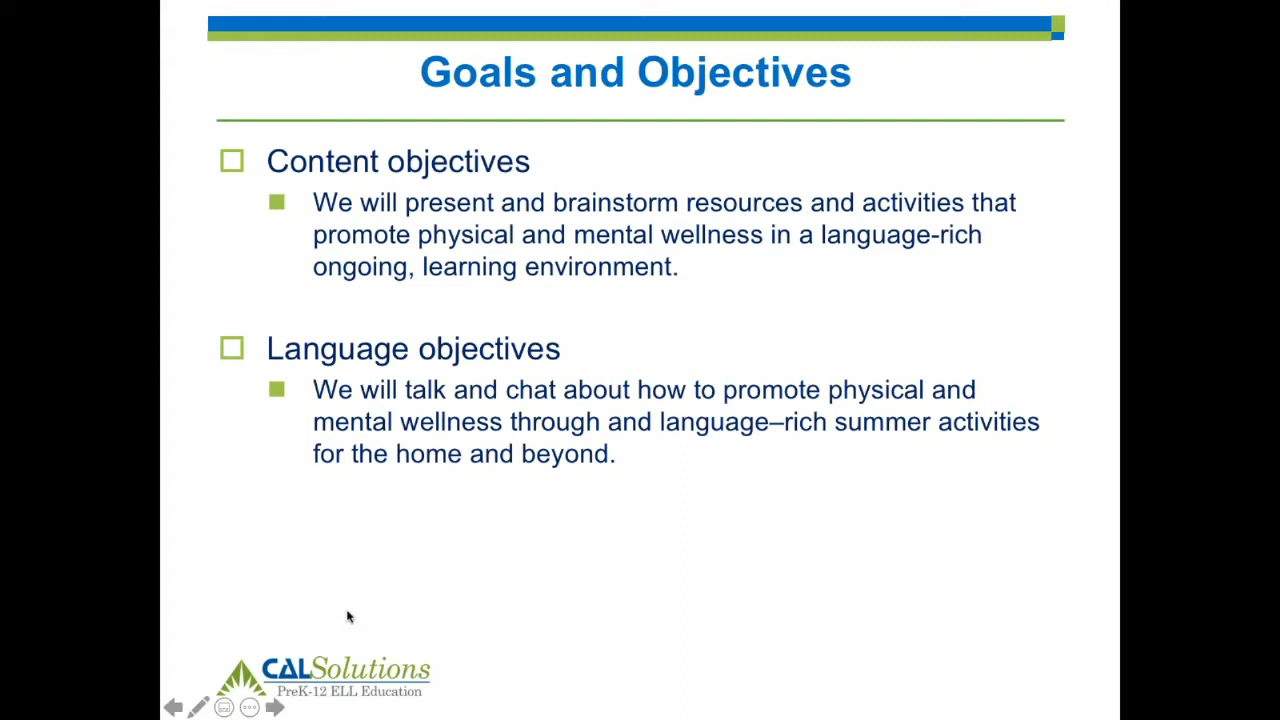 Goals and Objectives
Content objectives
We will present and brainstorm resources and activities that
promote physical and mental wellness in a language-rich
ongoing, learning environment.
Language objectives
We will talk and chat about how to promote physical and
mental wellness through and language–rich summer activities
for the home and beyond.
CALSolutions
PreK-12 ELL Education